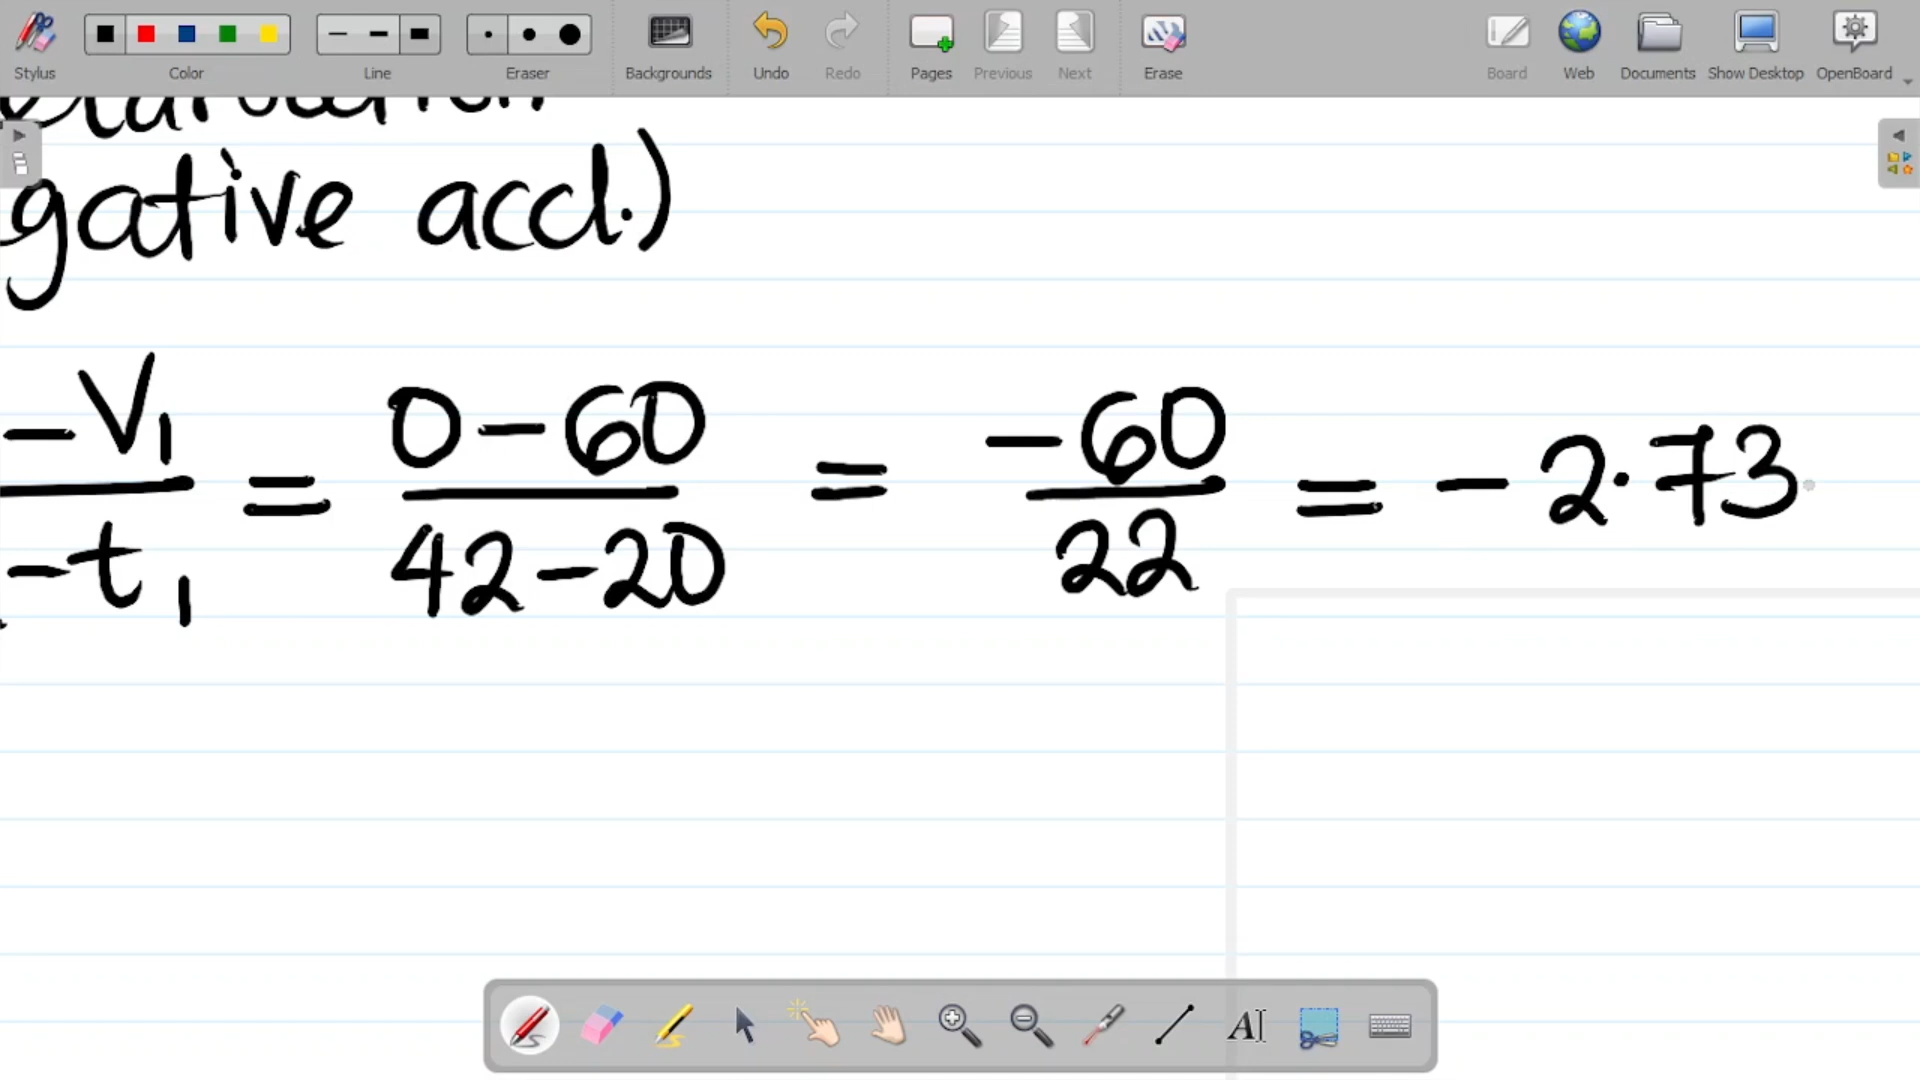 Stylus Color Line Eraser Backgrounds Undo Redo Pages Previous Next Erase Board Web Documents Show Desktop OpenBoard
gative accl.)
-V1 / -t1 = 0-60 / 42-20 = -60 / 22 = -2.73